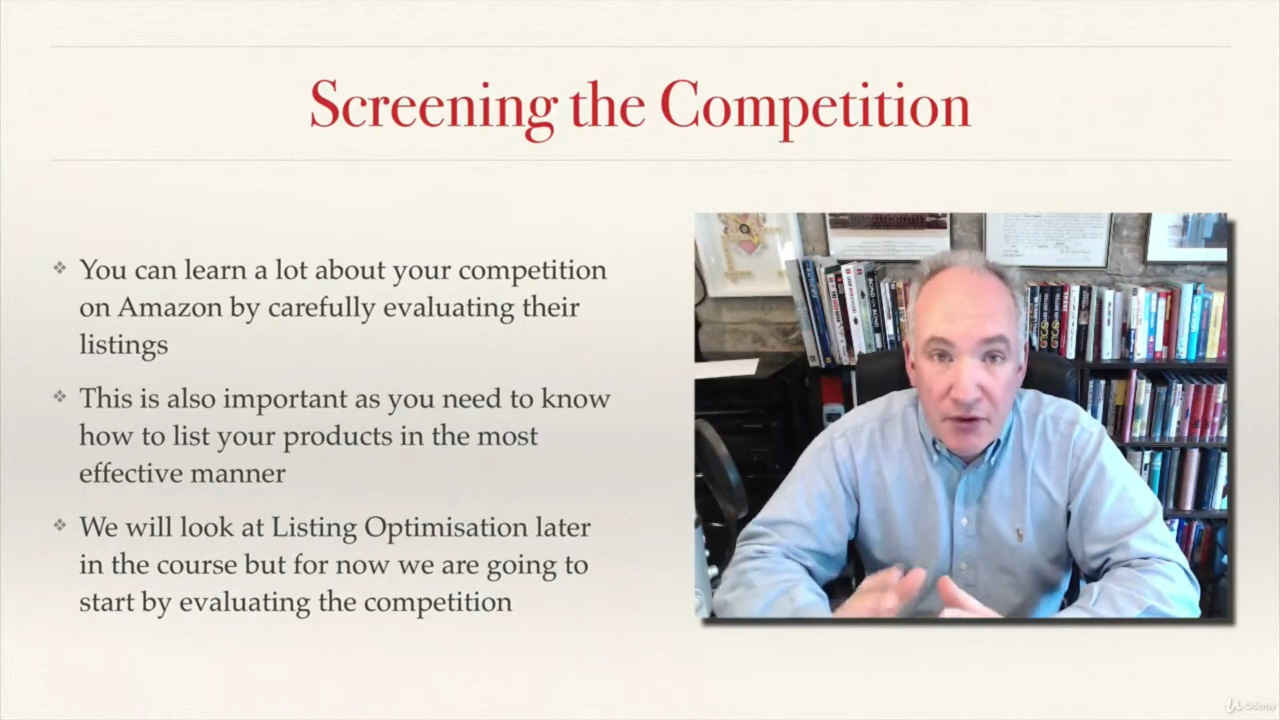 Screening the Competition
❖ You can learn a lot about your competition
on Amazon by carefully evaluating their
listings
❖ This is also important as you need to know
how to list your products in the most
effective manner
❖ We will look at Listing Optimisation later
in the course but for now we are going to
start by evaluating the competition
Udemy